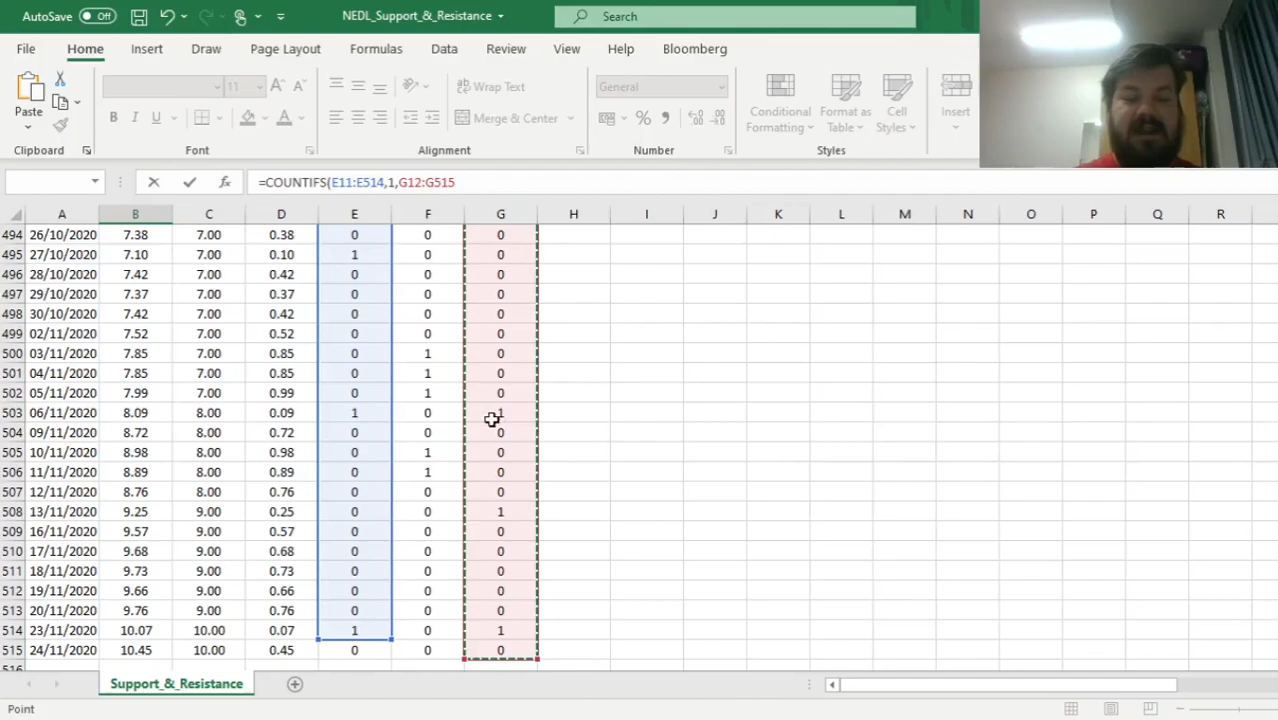 AutoSave Off NEDL_Support_&_Resistance Search
File Home Insert Draw Page Layout Formulas Data Review View Help Bloomberg
Paste 11 A A ab Wrap Text General Conditional Formatting Format as Table Cell Styles Insert
B I U A Merge & Center %
Clipboard Font Alignment Number Styles
fx =COUNTIFS(E11:E514,1,G12:G515
A B C D E F G H I J K L M N O P Q R
494 26/10/2020 7.38 7.00 0.38 0 0 0
495 27/10/2020 7.10 7.00 0.10 1 0 0
496 28/10/2020 7.42 7.00 0.42 0 0 0
497 29/10/2020 7.37 7.00 0.37 0 0 0
498 30/10/2020 7.42 7.00 0.42 0 0 0
499 02/11/2020 7.52 7.00 0.52 0 0 0
500 03/11/2020 7.85 7.00 0.85 0 1 0
501 04/11/2020 7.85 7.00 0.85 0 1 0
502 05/11/2020 7.99 7.00 0.99 0 1 0
503 06/11/2020 8.09 8.00 0.09 1 0 1
504 09/11/2020 8.72 8.00 0.72 0 0 0
505 10/11/2020 8.98 8.00 0.98 0 1 0
506 11/11/2020 8.89 8.00 0.89 0 1 0
507 12/11/2020 8.76 8.00 0.76 0 0 0
508 13/11/2020 9.25 9.00 0.25 0 0 1
509 16/11/2020 9.57 9.00 0.57 0 0 0
510 17/11/2020 9.68 9.00 0.68 0 0 0
511 18/11/2020 9.73 9.00 0.73 0 0 0
512 19/11/2020 9.66 9.00 0.66 0 0 0
513 20/11/2020 9.76 9.00 0.76 0 0 0
514 23/11/2020 10.07 10.00 0.07 1 0 1
515 24/11/2020 10.45 10.00 0.45 0 0 0
Support_&_Resistance
Point